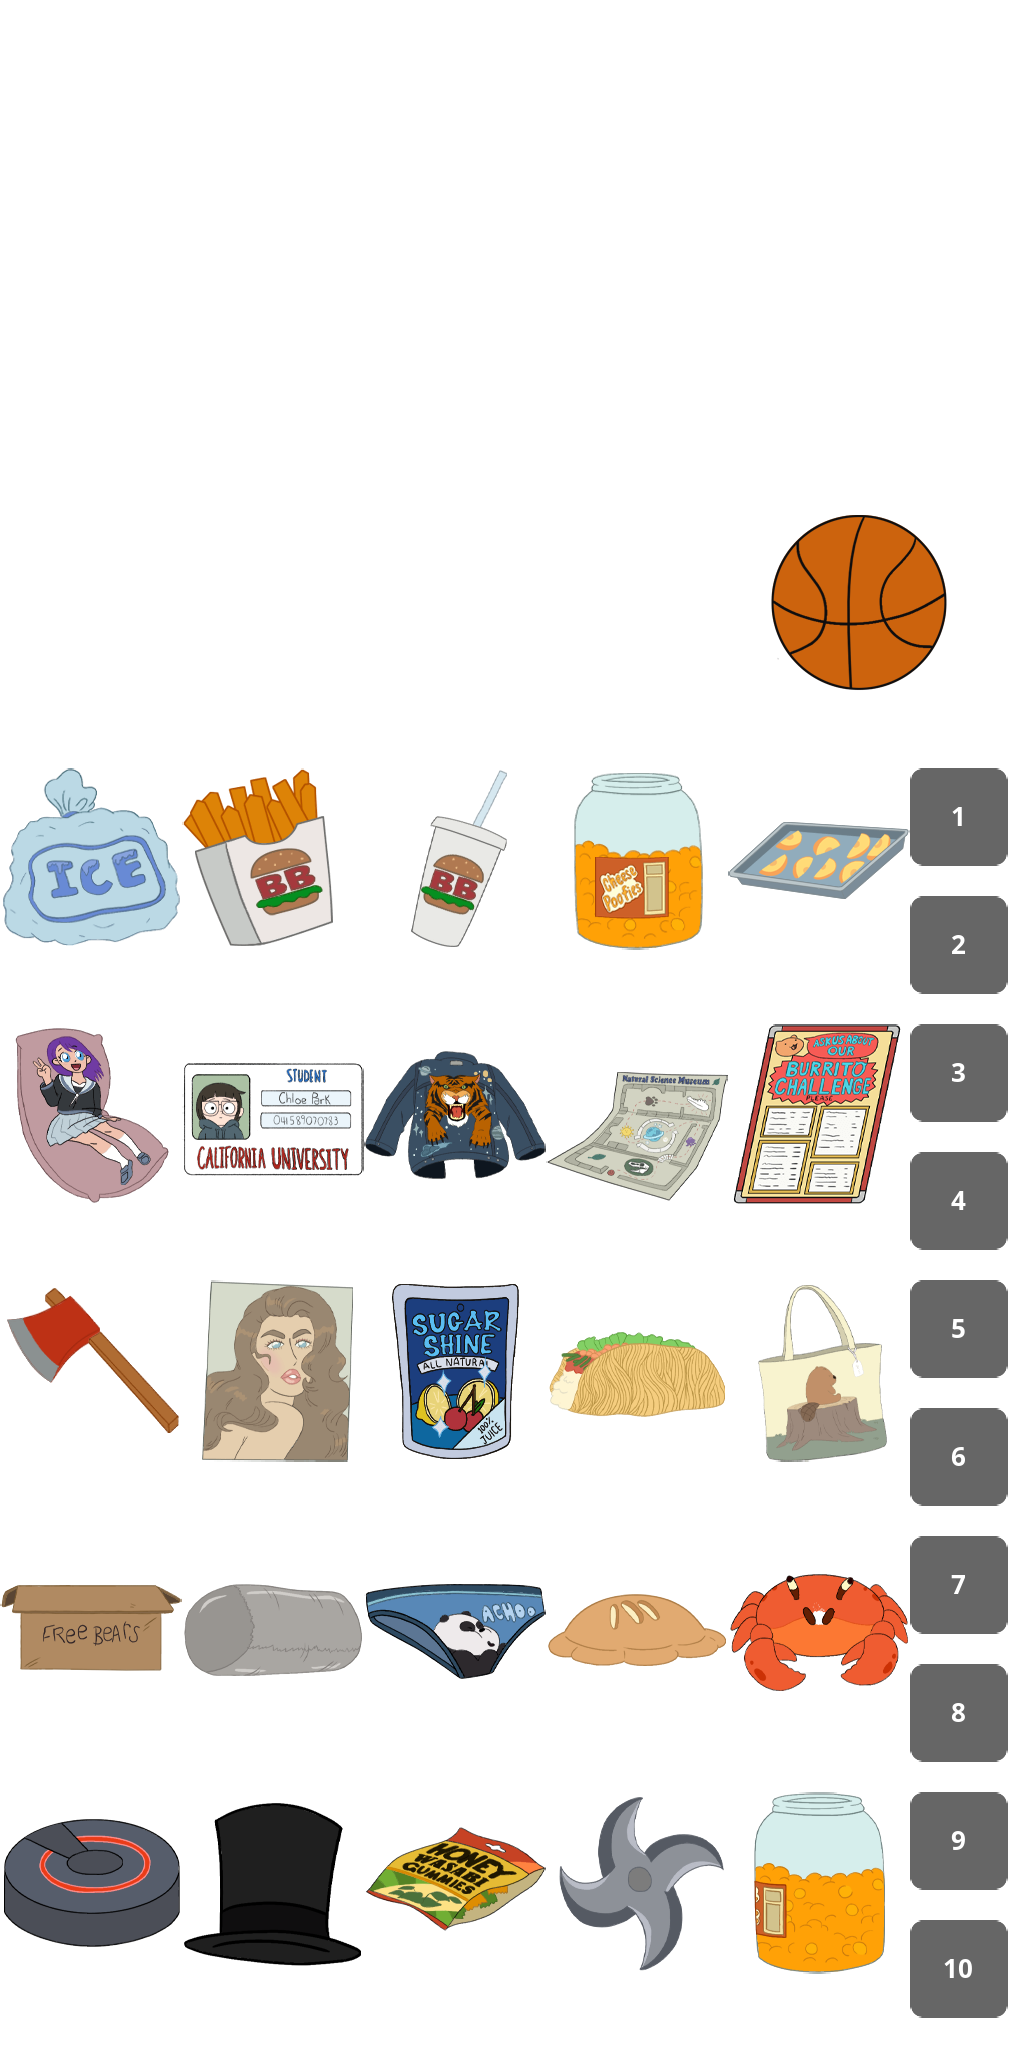 ICE
BB
BB
Cheese
Poofies
1
2
STUDENT
Chloe Park
041589070783
CALIFORNIA UNIVERSITY
Natural Science Museum
ASK US ABOUT
OUR
BURRITO
CHALLENGE
PLEASE
3
4
SUGAR
SHINE
ALL NATURAL
100%
JUICE
5
6
FREE BEARS
ACHOO
7
8
HONEY
WASABI
GUMMIES
9
10